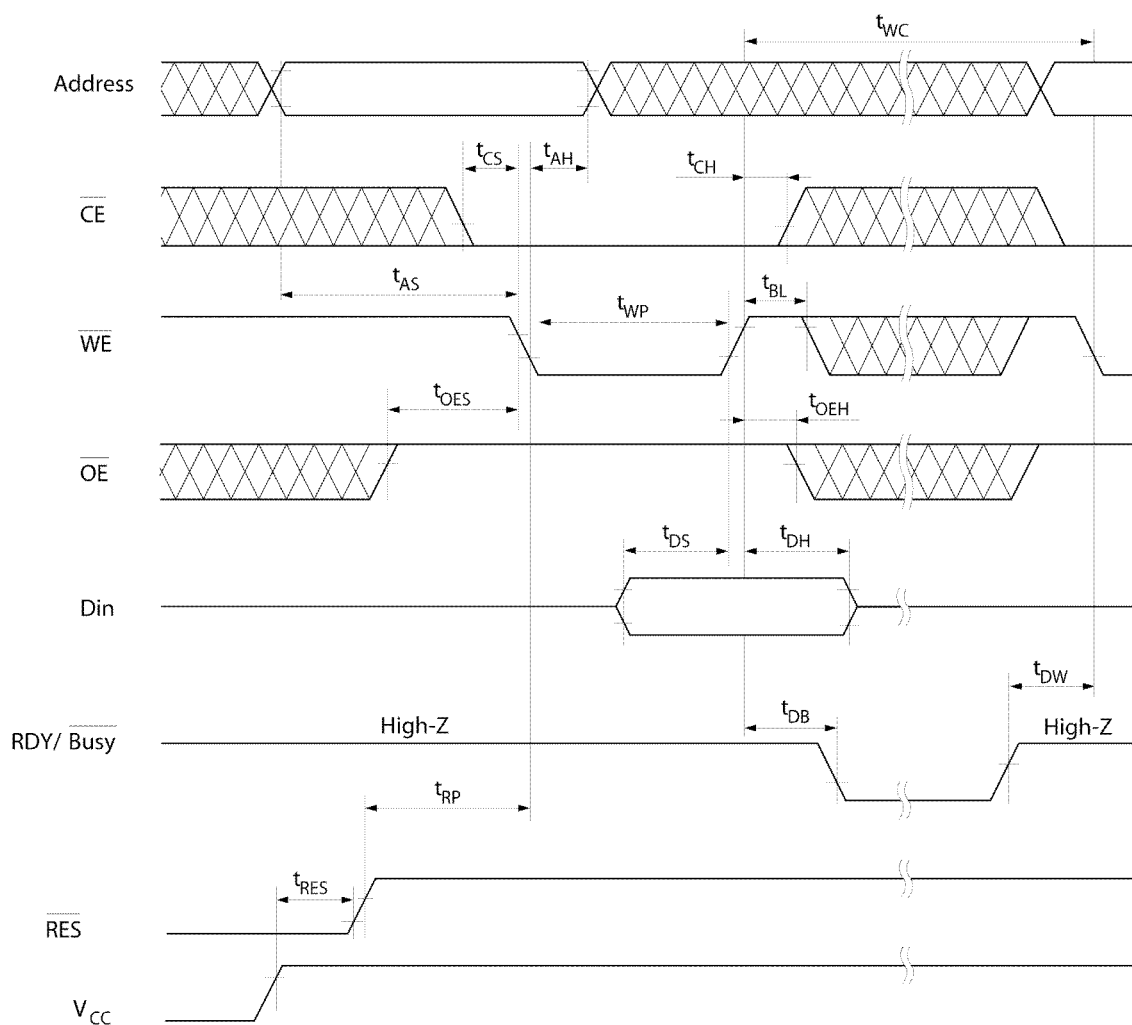 tWC
Address
tCS
tAH
tCH
CE
tAS
tWP
tBL
WE
tOES
tOEH
OE
tDS
tDH
Din
tDW
tDB
High-Z
High-Z
RDY/ Busy
tRP
tRES
RES
VCC